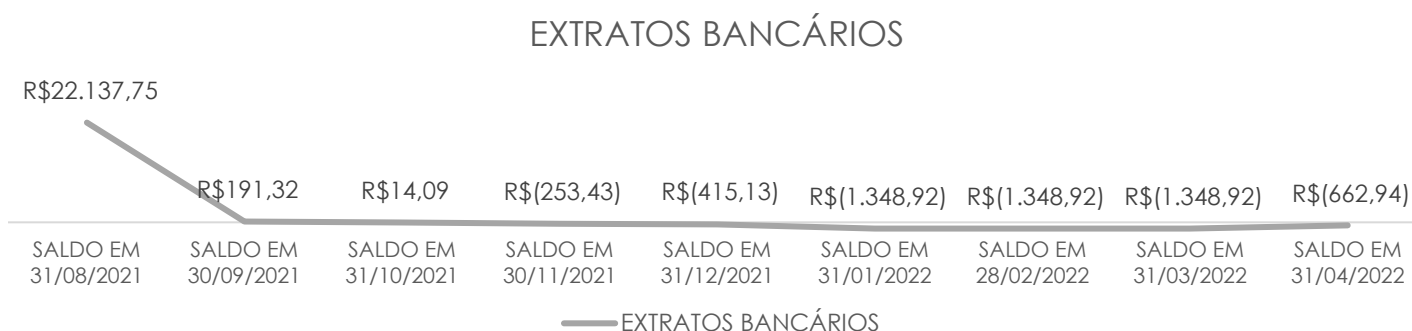 EXTRATOS BANCÁRIOS
R$22.137,75
R$191,32
R$14,09
R$(253,43)
R$(415,13)
R$(1.348,92)
R$(1.348,92)
R$(1.348,92)
R$(662,94)
SALDO EM
31/08/2021
SALDO EM
30/09/2021
SALDO EM
31/10/2021
SALDO EM
30/11/2021
SALDO EM
31/12/2021
SALDO EM
31/01/2022
SALDO EM
28/02/2022
SALDO EM
31/03/2022
SALDO EM
31/04/2022
EXTRATOS BANCÁRIOS